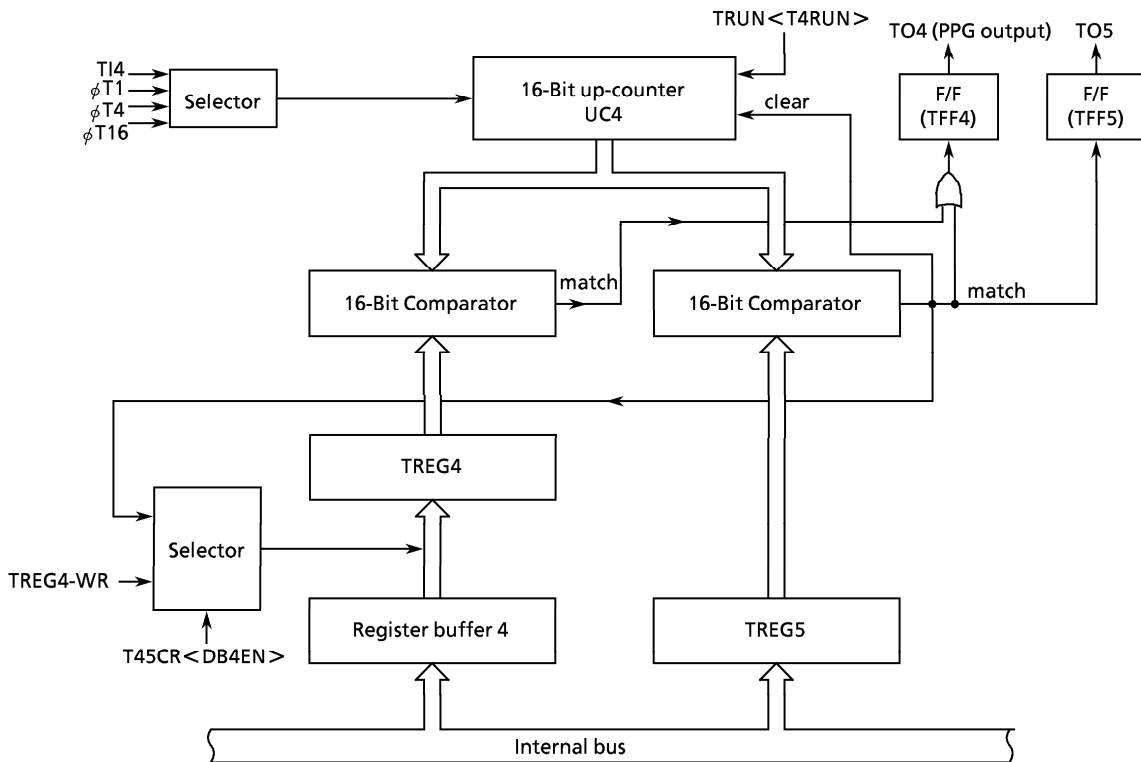 TRUN<T4RUN>
TO4 (PPG output)
TO5
TI4
φT1
φT4
φT16
Selector
16-Bit up-counter
UC4
clear
F/F
(TFF4)
F/F
(TFF5)
16-Bit Comparator
match
16-Bit Comparator
match
TREG4
Selector
TREG4-WR
T45CR<DB4EN>
Register buffer 4
TREG5
Internal bus